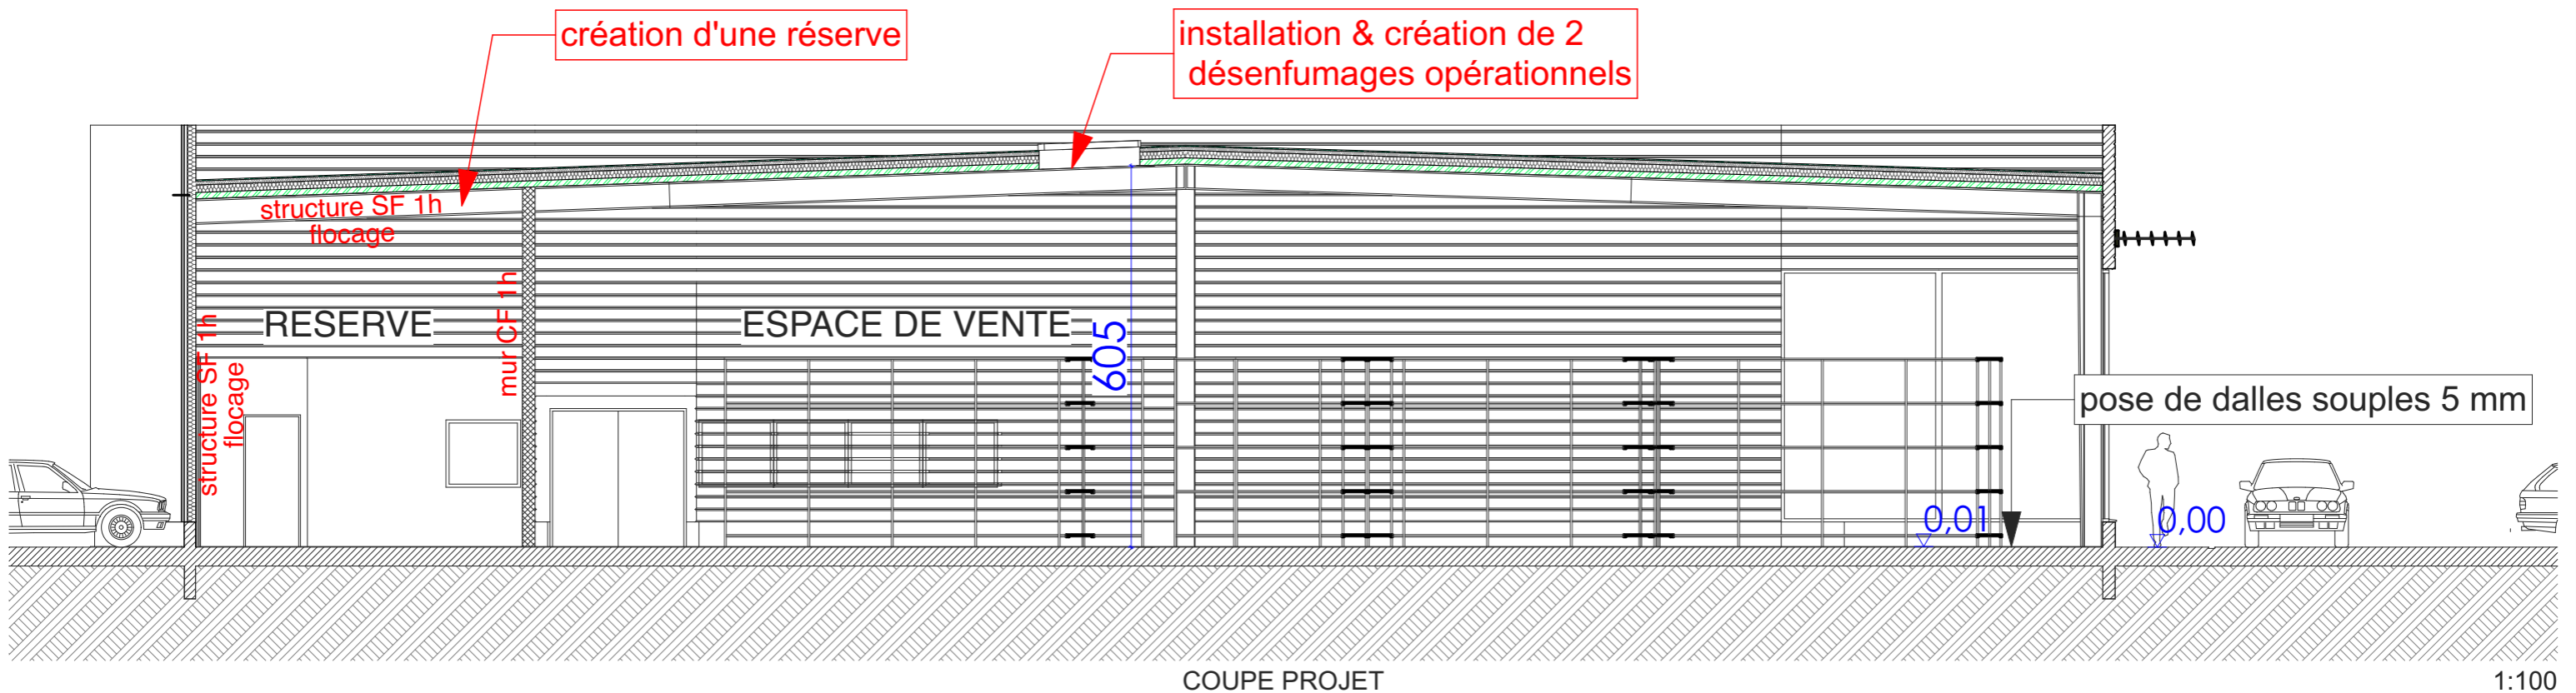 création d'une réserve
installation & création de 2
désenfumages opérationnels
structure SF 1h
flocage
RESERVE
mur CF 1h
ESPACE DE VENTE
605
structure SF 1h
flocage
pose de dalles souples 5 mm
0,01
0,00
COUPE PROJET
1:100